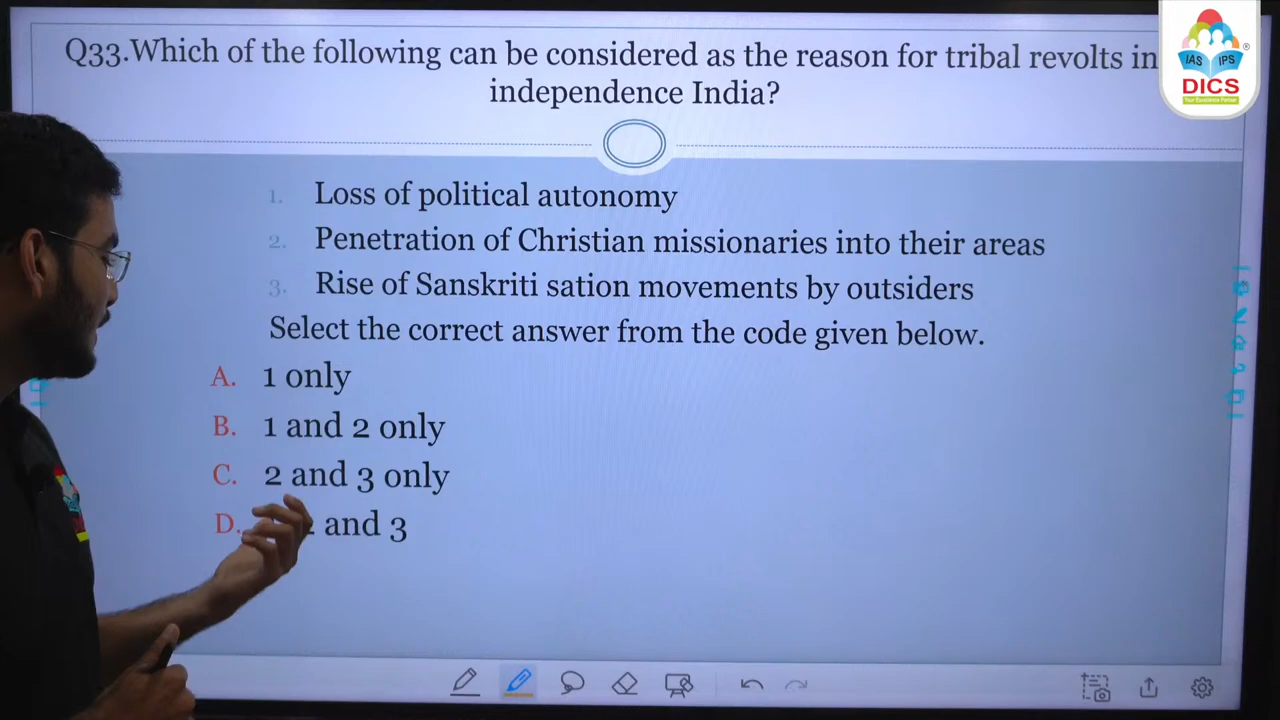 Q33.Which of the following can be considered as the reason for tribal revolts in
independence India?
IAS IPS
DICS
1. Loss of political autonomy
2. Penetration of Christian missionaries into their areas
3. Rise of Sanskriti sation movements by outsiders
Select the correct answer from the code given below.
A. 1 only
B. 1 and 2 only
C. 2 and 3 only
D. and 3